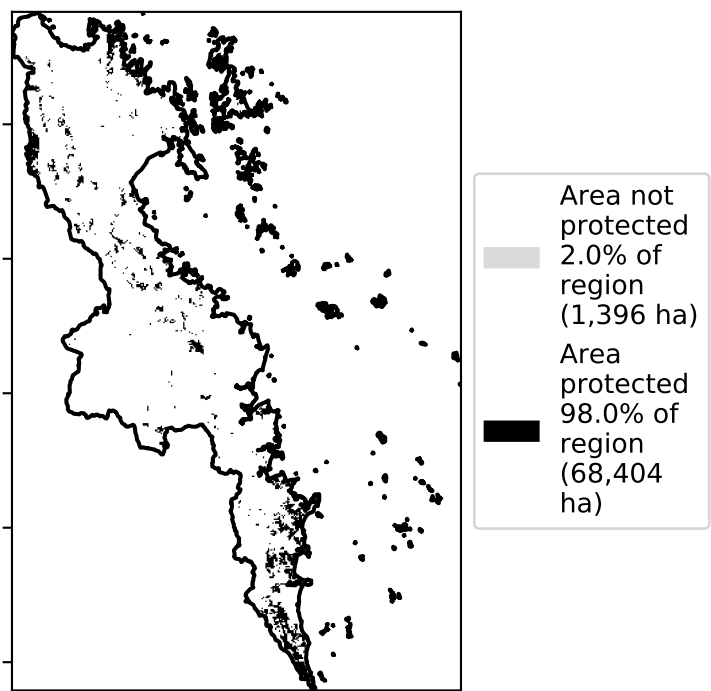 Area not
protected
2.0% of
region
(1,396 ha)
Area
protected
98.0% of
region
(68,404
ha)